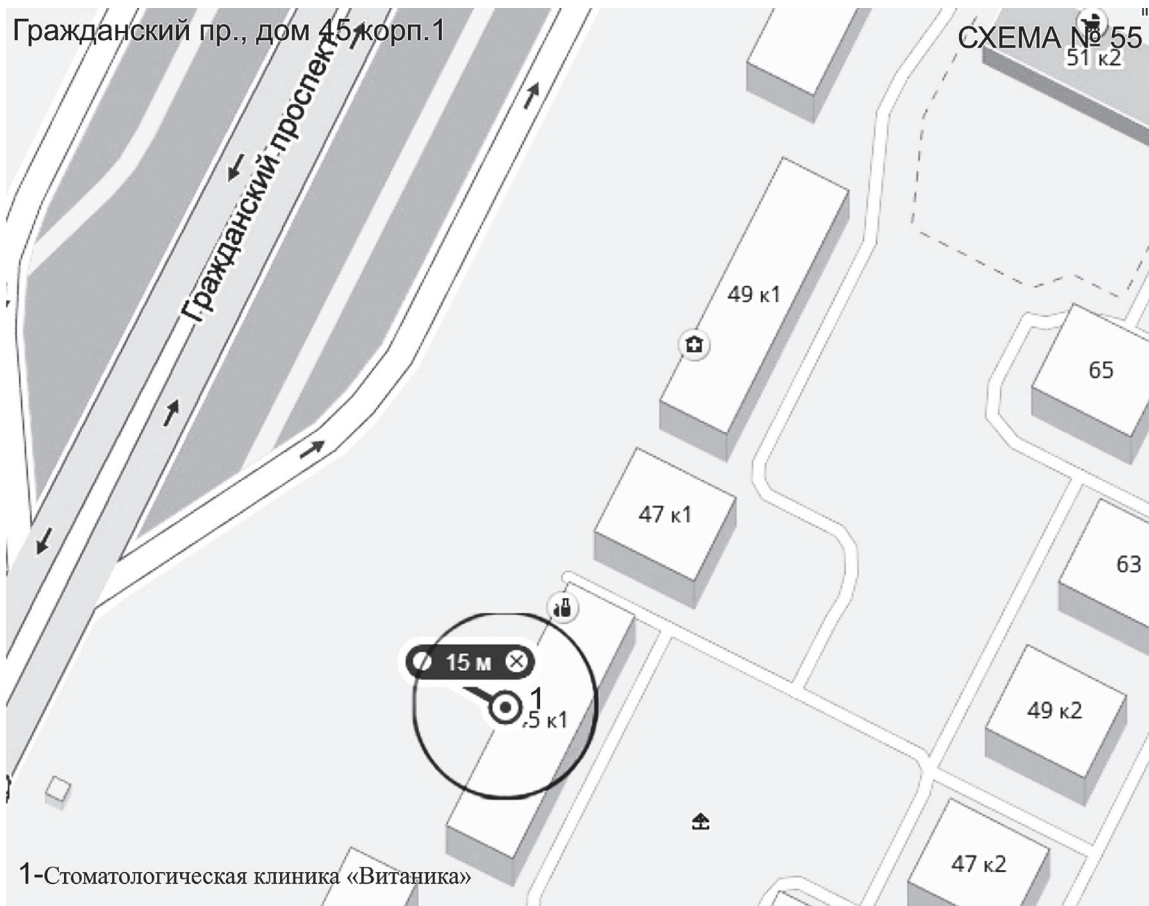 Гражданский пр., дом 45 корп.1
СХЕМА № 55
51 к2
Гражданский проспект
49 к1
65
47 к1
63
15 м
1
5 к1
49 к2
47 к2
1-Стоматологическая клиника «Витаника»